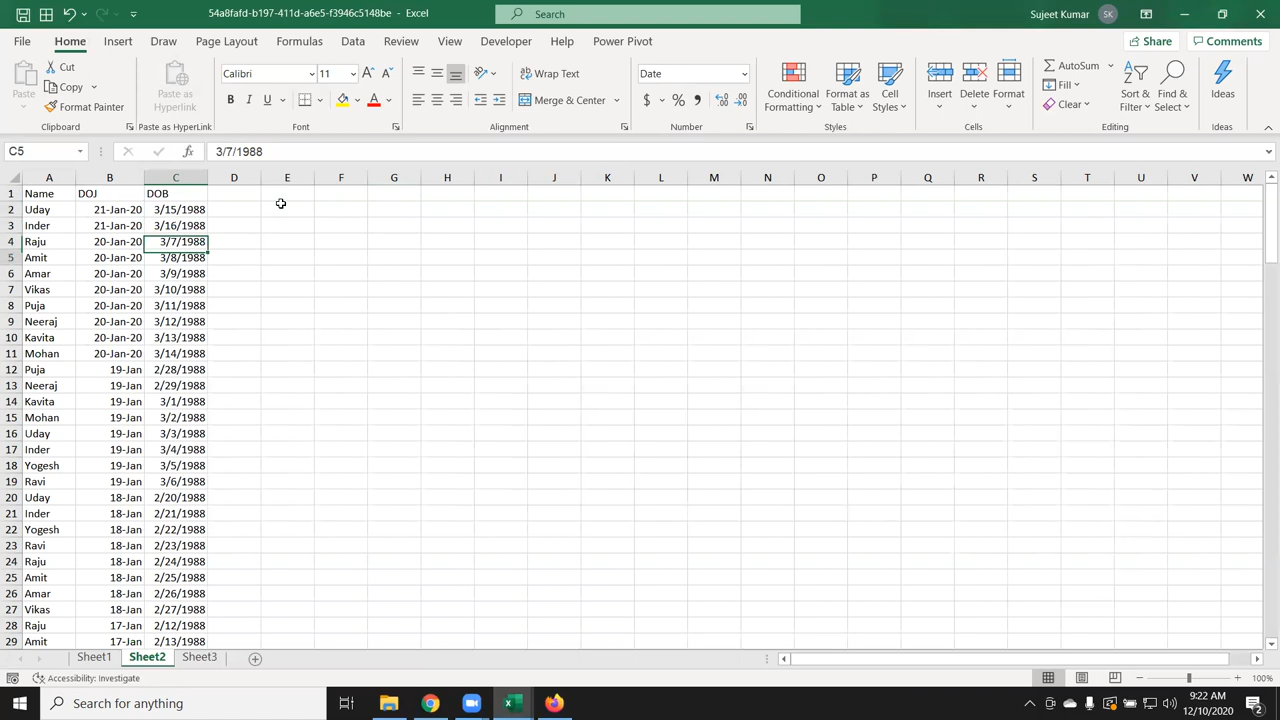 54a8fafd-b197-411d-a6e5-f3946c5148be - Excel
Search
Sujeet Kumar
SK
File Home Insert Draw Page Layout Formulas Data Review View Developer Help Power Pivot
Share
Comments
Paste
Cut
Copy
Format Painter
Clipboard
Paste as Hyperlink
Paste as HyperLink
Calibri
11
B I U
Font
Wrap Text
Merge & Center
Alignment
Date
$ % ,
Number
Conditional Formatting
Format as Table
Cell Styles
Styles
Insert
Delete
Format
Cells
AutoSum
Fill
Clear
Sort & Filter
Find & Select
Editing
Ideas
Ideas
C5
fx
3/7/1988
A B C D E F G H I J K L M N O P Q R S T U V W
1 Name DOJ DOB
2 Uday 21-Jan-20 3/15/1988
3 Inder 21-Jan-20 3/16/1988
4 Raju 20-Jan-20 3/7/1988
5 Amit 20-Jan-20 3/8/1988
6 Amar 20-Jan-20 3/9/1988
7 Vikas 20-Jan-20 3/10/1988
8 Puja 20-Jan-20 3/11/1988
9 Neeraj 20-Jan-20 3/12/1988
10 Kavita 20-Jan-20 3/13/1988
11 Mohan 20-Jan-20 3/14/1988
12 Puja 19-Jan 2/28/1988
13 Neeraj 19-Jan 2/29/1988
14 Kavita 19-Jan 3/1/1988
15 Mohan 19-Jan 3/2/1988
16 Uday 19-Jan 3/3/1988
17 Inder 19-Jan 3/4/1988
18 Yogesh 19-Jan 3/5/1988
19 Ravi 19-Jan 3/6/1988
20 Uday 18-Jan 2/20/1988
21 Inder 18-Jan 2/21/1988
22 Yogesh 18-Jan 2/22/1988
23 Ravi 18-Jan 2/23/1988
24 Raju 18-Jan 2/24/1988
25 Amit 18-Jan 2/25/1988
26 Amar 18-Jan 2/26/1988
27 Vikas 18-Jan 2/27/1988
28 Raju 17-Jan 2/12/1988
29 Amit 17-Jan 2/13/1988
Sheet1 Sheet2 Sheet3
Accessibility: Investigate
100%
Type here to search
9:22 AM
12/10/2020
2